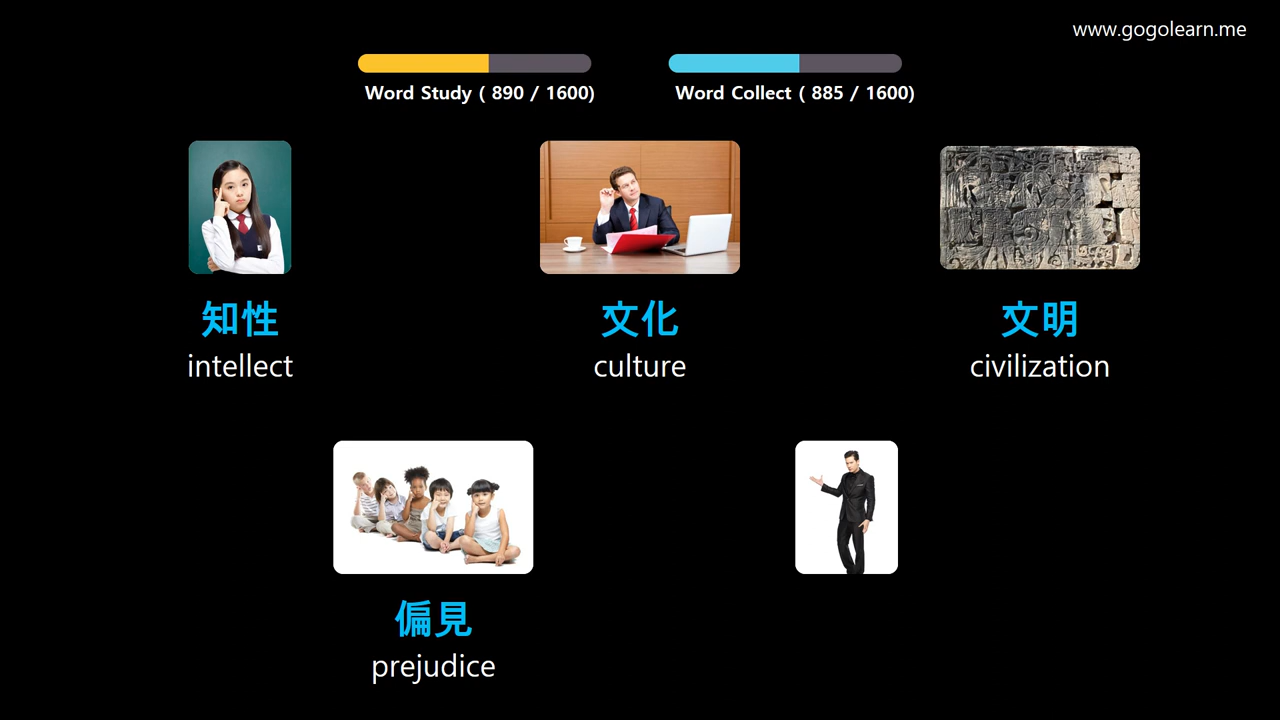 www.gogolearn.me
Word Study ( 890 / 1600)
Word Collect ( 885 / 1600)
知性
intellect
文化
culture
文明
civilization
偏見
prejudice